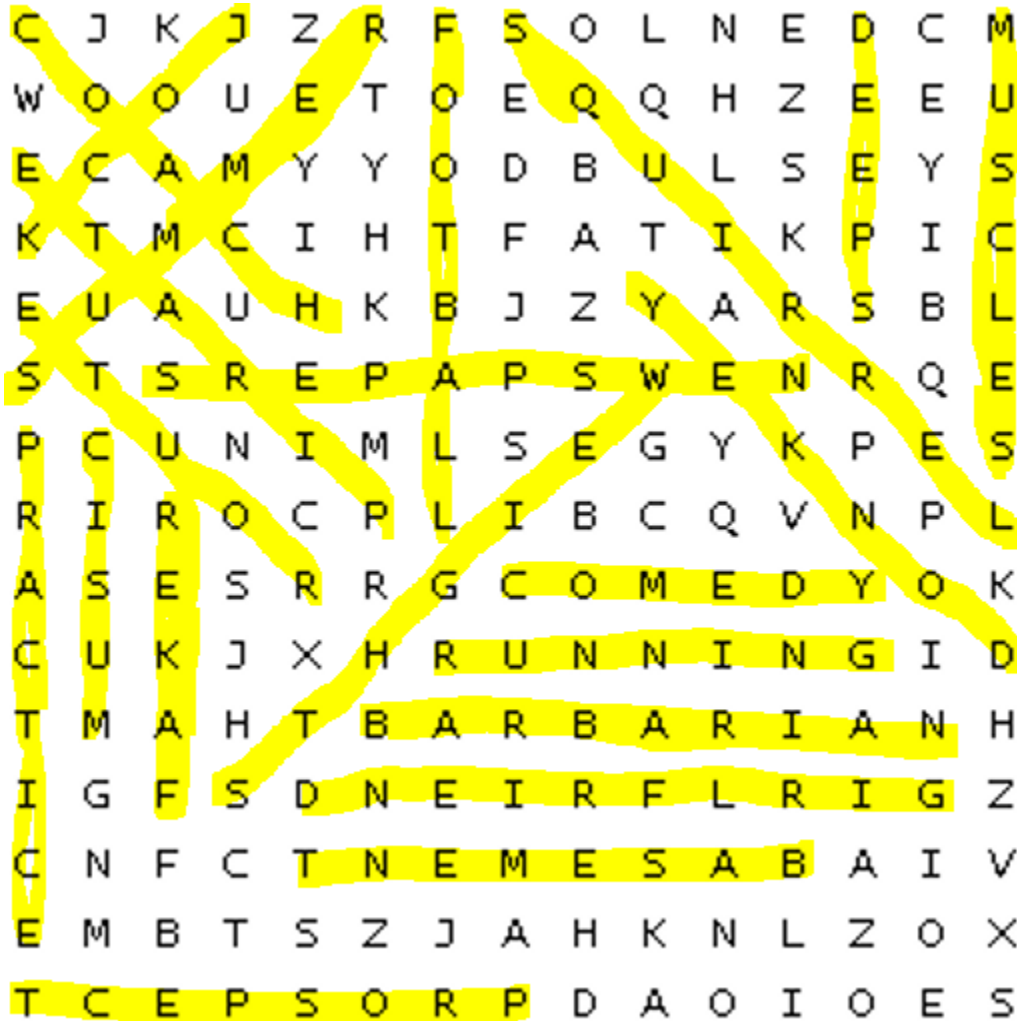 C J K J Z R F S O L N E D C M
W O O U E T O E Q Q H Z E E U
E C A M Y Y O D B U L S E Y S
K T M C I H T F A T I K P I C
E U A U H K B J Z Y A R S B L
S T S R E P A P S W E N R Q E
P C U N I M L S E G Y K P E S
R I R O C P L I B C Q V N P L
A S E S R R G C O M E D Y O K
C U K J X H R U N N I N G I D
T M A H T B A R B A R I A N H
I G F S D N E I R F L R I G Z
C N F C T N E M E S A B A I V
E M B T S Z J A H K N L Z O X
T C E P S O R P D A O I O E S